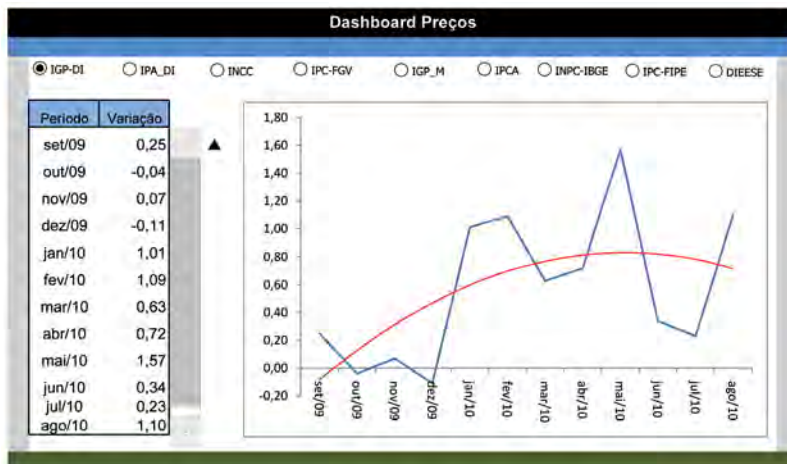 Dashboard Preços
IGP-DI IPA_DI INCC IPC-FGV IGP_M IPCA INPC-IBGE IPC-FIPE DIEESE
Periodo Variação
set/09 0,25
out/09 -0,04
nov/09 0,07
dez/09 -0,11
jan/10 1,01
fev/10 1,09
mar/10 0,63
abr/10 0,72
mai/10 1,57
jun/10 0,34
jul/10 0,23
ago/10 1,10
1,80
1,60
1,40
1,20
1,00
0,80
0,60
0,40
0,20
0,00
-0,20
set/09 out/09 nov/09 dez/09 jan/10 fev/10 mar/10 abr/10 mai/10 jun/10 jul/10 ago/10